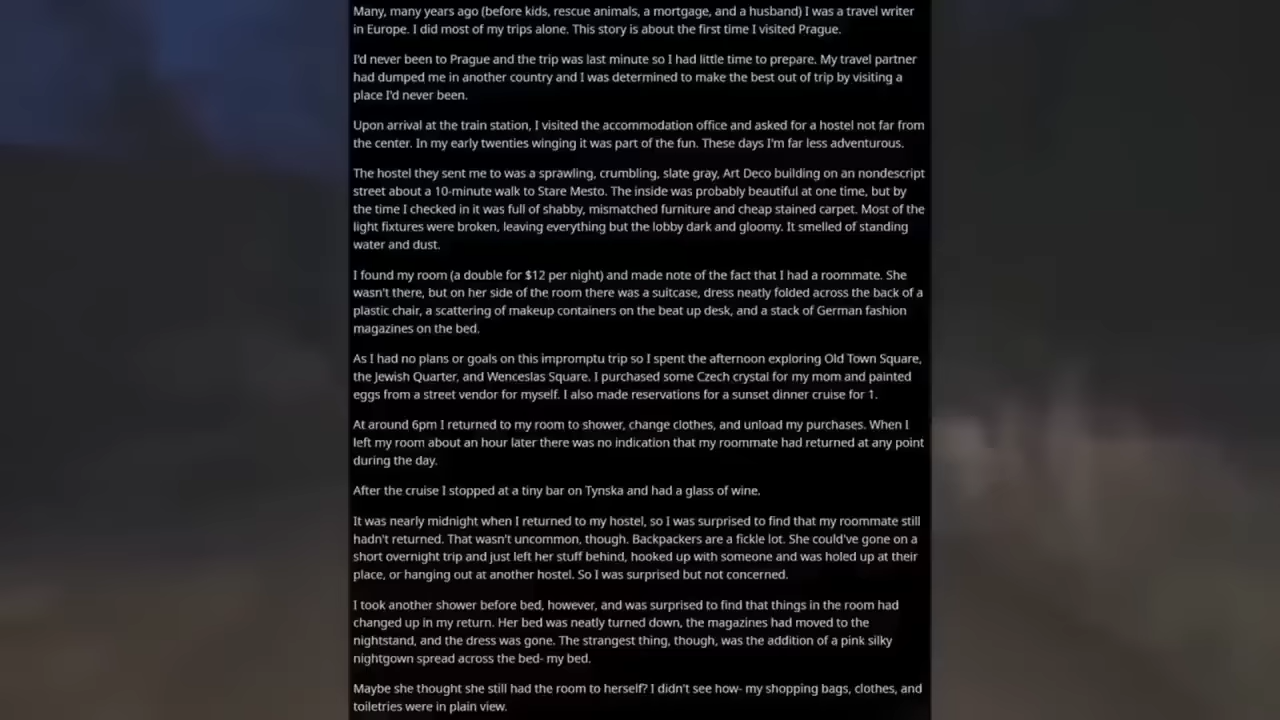 Many, many years ago (before kids, rescue animals, a mortgage, and a husband) I was a travel writer
in Europe. I did most of my trips alone. This story is about the first time I visited Prague.
I'd never been to Prague and the trip was last minute so I had little time to prepare. My travel partner
had dumped me in another country and I was determined to make the best out of trip by visiting a
place I'd never been.
Upon arrival at the train station, I visited the accommodation office and asked for a hostel not far from
the center. In my early twenties winging it was part of the fun. These days I'm far less adventurous.
The hostel they sent me to was a sprawling, crumbling, slate gray, Art Deco building on an nondescript
street about a 10-minute walk to Stare Mesto. The inside was probably beautiful at one time, but by
the time I checked in it was full of shabby, mismatched furniture and cheap stained carpet. Most of the
light fixtures were broken, leaving everything but the lobby dark and gloomy. It smelled of standing
water and dust.
I found my room (a double for $12 per night) and made note of the fact that I had a roommate. She
wasn't there, but on her side of the room there was a suitcase, dress neatly folded across the back of a
plastic chair, a scattering of makeup containers on the beat up desk, and a stack of German fashion
magazines on the bed.
As I had no plans or goals on this impromptu trip so I spent the afternoon exploring Old Town Square,
the Jewish Quarter, and Wenceslas Square. I purchased some Czech crystal for my mom and painted
eggs from a street vendor for myself. I also made reservations for a sunset dinner cruise for 1.
At around 6pm I returned to my room to shower, change clothes, and unload my purchases. When I
left my room about an hour later there was no indication that my roommate had returned at any point
during the day.
After the cruise I stopped at a tiny bar on Tynska and had a glass of wine.
It was nearly midnight when I returned to my hostel, so I was surprised to find that my roommate still
hadn't returned. That wasn't uncommon, though. Backpackers are a fickle lot. She could've gone on a
short overnight trip and just left her stuff behind, hooked up with someone and was holed up at their
place, or hanging out at another hostel. So I was surprised but not concerned.
I took another shower before bed, however, and was surprised to find that things in the room had
changed up in my return. Her bed was neatly turned down, the magazines had moved to the
nightstand, and the dress was gone. The strangest thing, though, was the addition of a pink silky
nightgown spread across the bed- my bed.
Maybe she thought she still had the room to herself? I didn't see how- my shopping bags, clothes, and
toiletries were in plain view.